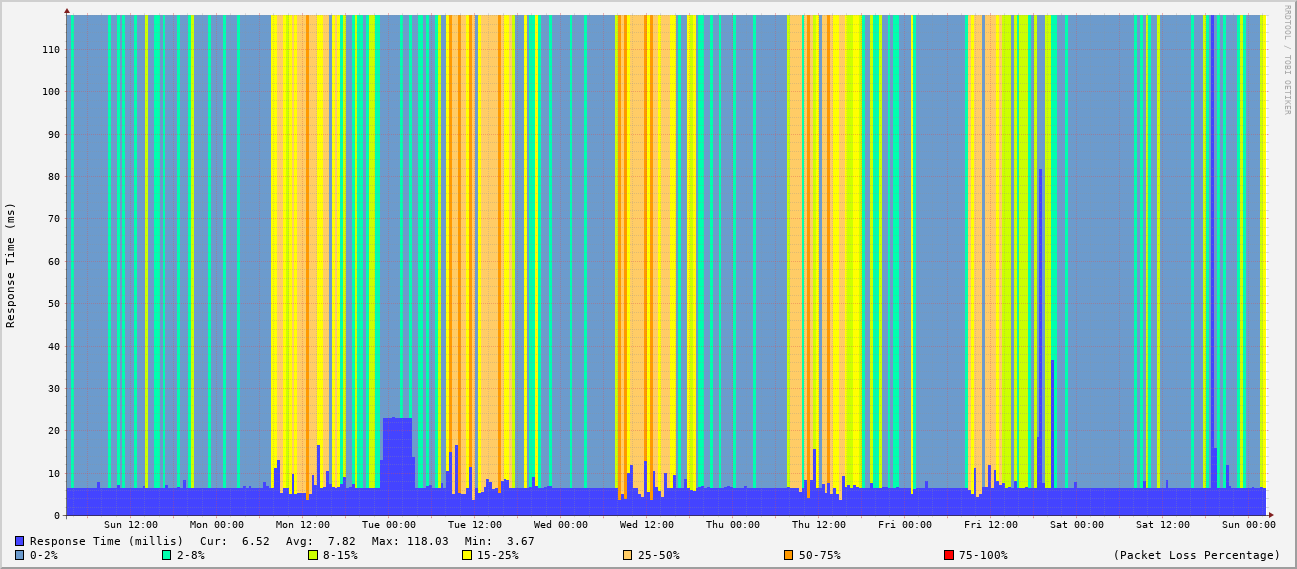 RRDTOOL / TOBI OETIKER
Response Time (ms)
110
100
90
80
70
60
50
40
30
20
10
0
Sun 12:00 Mon 00:00 Mon 12:00 Tue 00:00 Tue 12:00 Wed 00:00 Wed 12:00 Thu 00:00 Thu 12:00 Fri 00:00 Fri 12:00 Sat 00:00 Sat 12:00 Sun 00:00
Response Time (millis) Cur: 6.52 Avg: 7.82 Max: 118.03 Min: 3.67
0-2% 2-8% 8-15% 15-25% 25-50% 50-75% 75-100% (Packet Loss Percentage)